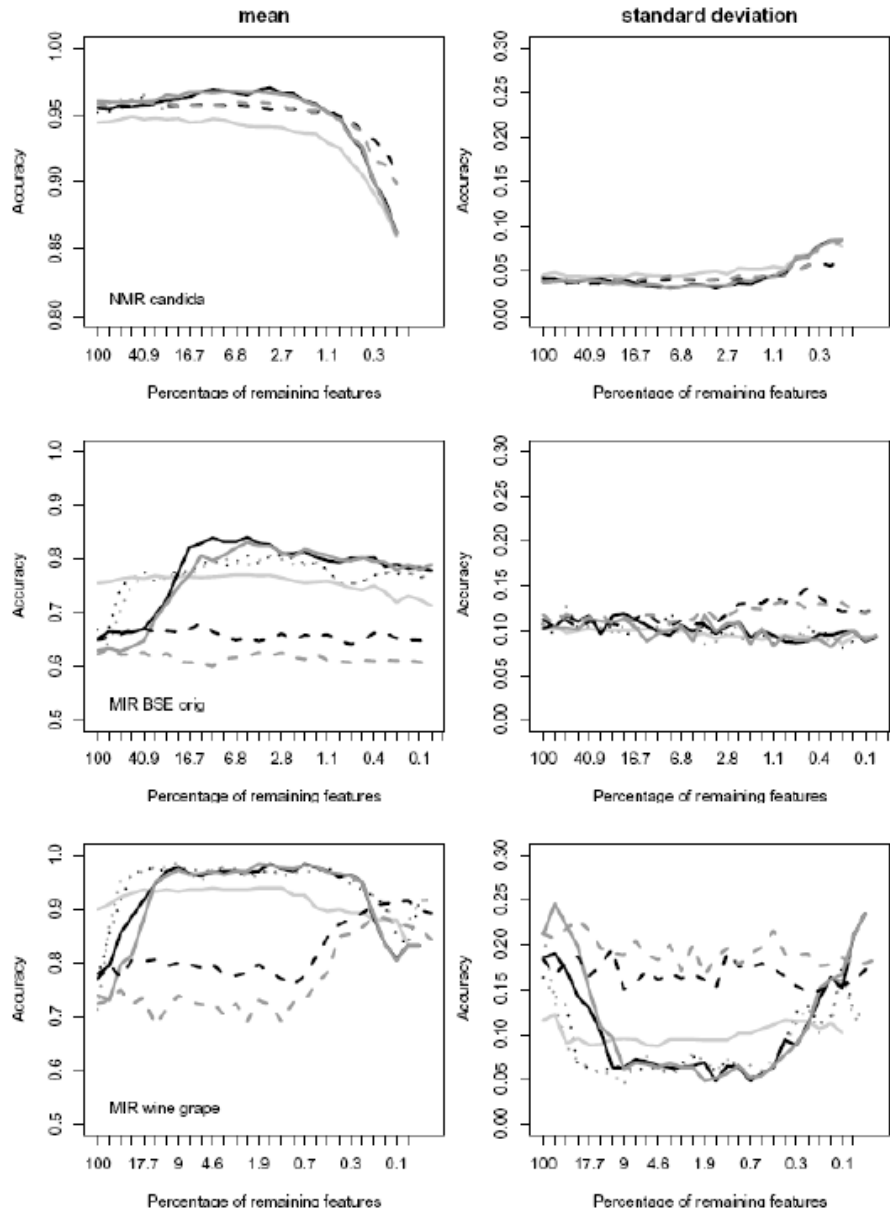 mean
standard deviation
Accuracy
1.00
0.95
0.90
0.85
0.80
NMR candida
100 40.9 16.7 6.8 2.7 1.1 0.3
Percentage of remaining features
Accuracy
0.30
0.25
0.20
0.15
0.10
0.05
0.00
100 40.9 16.7 6.8 2.7 1.1 0.3
Percentage of remaining features
Accuracy
1.0
0.9
0.8
0.7
0.6
0.5
MIR BSE orig
100 40.9 16.7 6.8 2.8 1.1 0.4 0.1
Percentage of remaining features
Accuracy
0.30
0.25
0.20
0.15
0.10
0.05
0.00
100 40.9 16.7 6.8 2.8 1.1 0.4 0.1
Percentage of remaining features
Accuracy
1.0
0.9
0.8
0.7
0.6
0.5
MIR wine grape
100 17.7 9 4.6 1.9 0.7 0.3 0.1
Percentage of remaining features
Accuracy
0.30
0.25
0.20
0.15
0.10
0.05
0.00
100 17.7 9 4.6 1.9 0.7 0.3 0.1
Percentage of remaining features